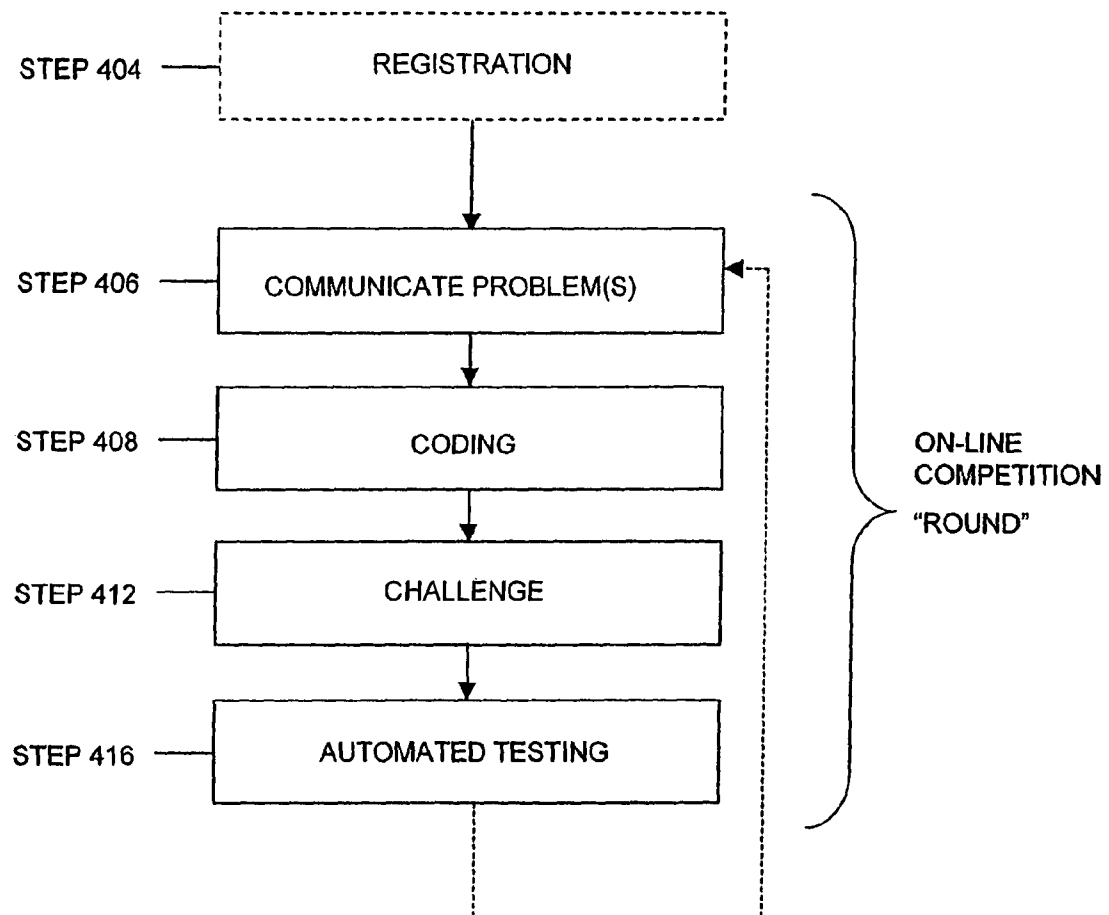 STEP 404
REGISTRATION
STEP 406
COMMUNICATE PROBLEM(S)
STEP 408
CODING
ON-LINE
COMPETITION
"ROUND"
STEP 412
CHALLENGE
STEP 416
AUTOMATED TESTING